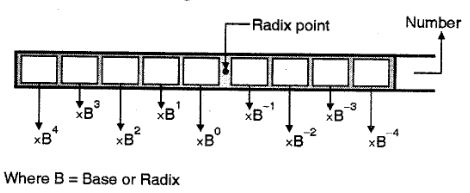 Radix point
Number
×B⁴
×B³
×B²
×B¹
×B⁰
×B⁻¹
×B⁻²
×B⁻³
×B⁻⁴
Where B = Base or Radix